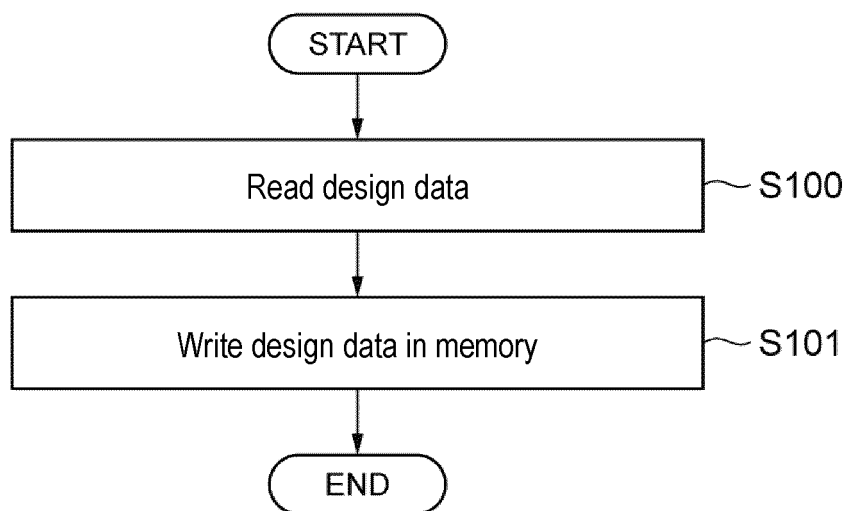 START
Read design data
S100
Write design data in memory
S101
END